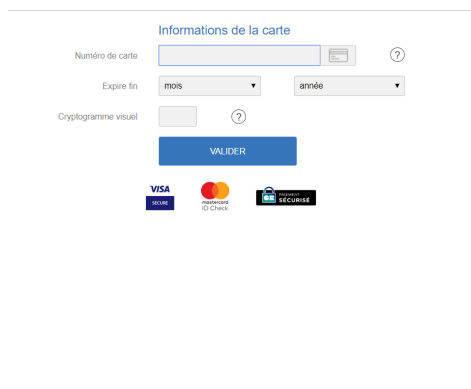 Informations de la carte
Numéro de carte
?
Expire fin mois année
Cryptogramme visuel ?
VALIDER
VISA
SECURE
mastercard
ID Check
CB PAIEMENT
SÉCURISÉ